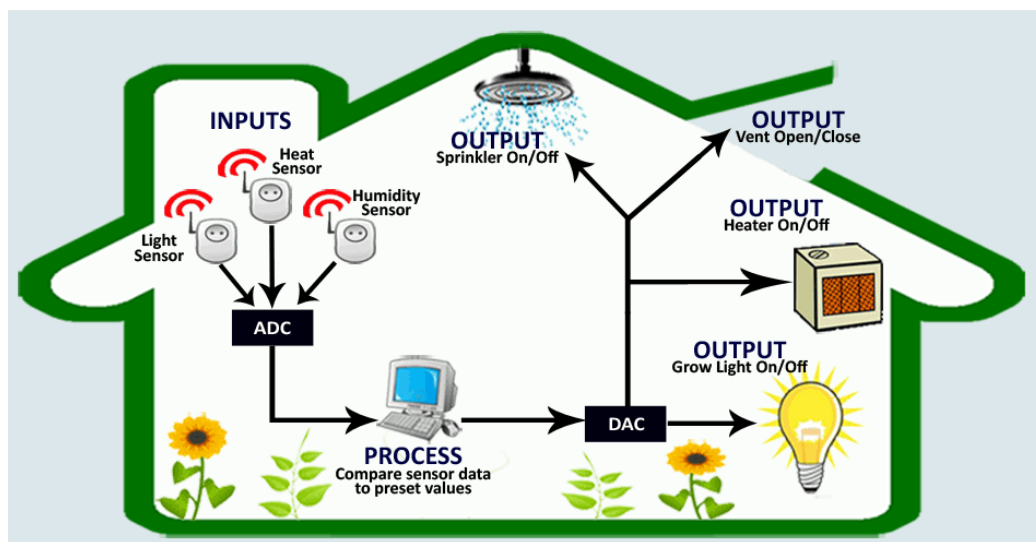 INPUTS
Heat
Sensor
Humidity
Sensor
Light
Sensor
ADC
PROCESS
Compare sensor data
to preset values
DAC
OUTPUT
Sprinkler On/Off
OUTPUT
Vent Open/Close
OUTPUT
Heater On/Off
OUTPUT
Grow Light On/Off